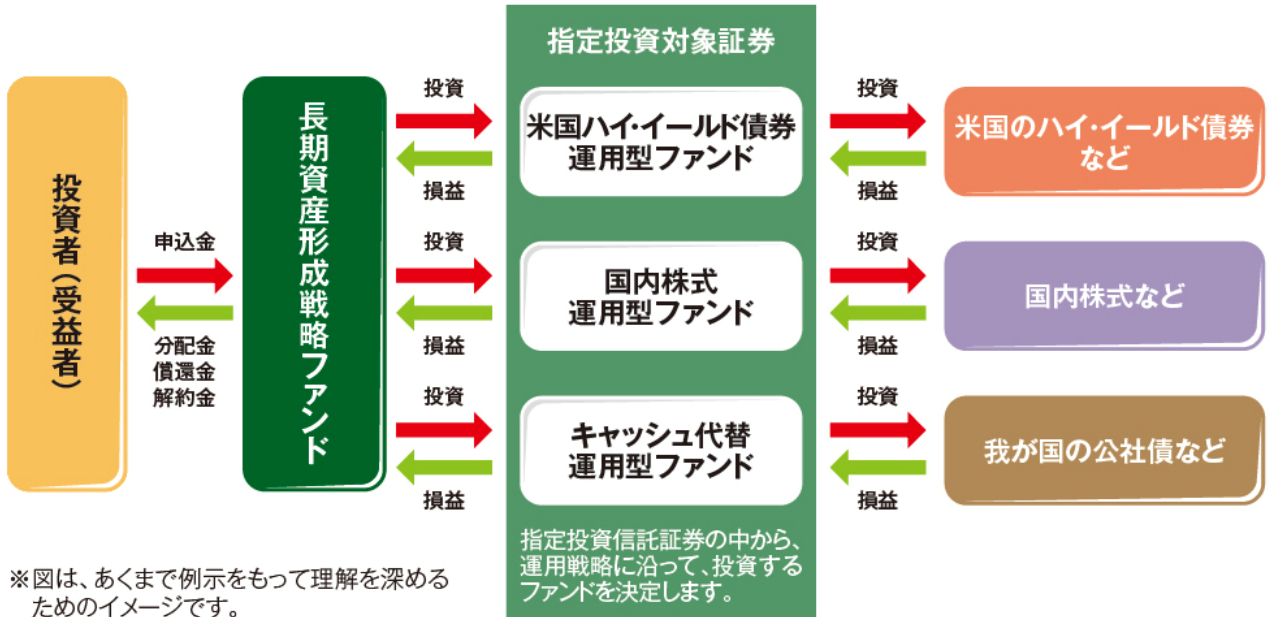 指定投資対象証券
投資者（受益者）
申込金
分配金
償還金
解約金
長期資産形成戦略ファンド
投資
損益
米国ハイ・イールド債券
運用型ファンド
投資
損益
米国のハイ・イールド債券
など
投資
損益
国内株式
運用型ファンド
投資
損益
国内株式など
投資
損益
キャッシュ代替
運用型ファンド
投資
損益
我が国の公社債など
指定投資信託証券の中から、
運用戦略に沿って、投資する
ファンドを決定します。
※図は、あくまで例示をもって理解を深める
ためのイメージです。